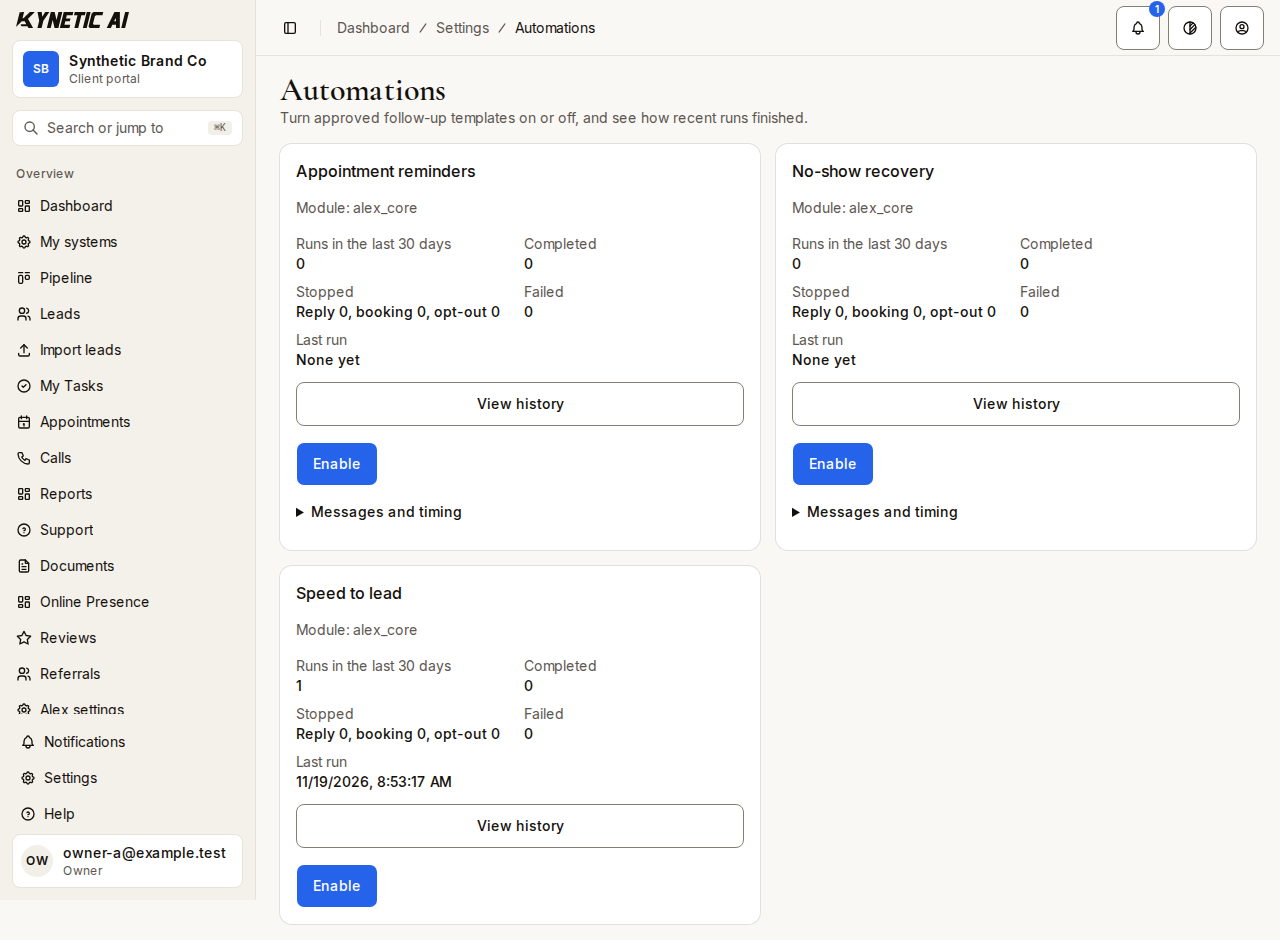 KYNETIC AI
SB
Synthetic Brand Co
Client portal
Search or jump to
⌘K
Overview
Dashboard
My systems
Pipeline
Leads
Import leads
My Tasks
Appointments
Calls
Reports
Support
Documents
Online Presence
Reviews
Referrals
Alex settings
Notifications
Settings
Help
OW
owner-a@example.test
Owner
Dashboard / Settings / Automations
1
Automations
Turn approved follow-up templates on or off, and see how recent runs finished.
Appointment reminders
Module: alex_core
Runs in the last 30 days
0
Completed
0
Stopped
Reply 0, booking 0, opt-out 0
Failed
0
Last run
None yet
View history
Enable
Messages and timing
No-show recovery
Module: alex_core
Runs in the last 30 days
0
Completed
0
Stopped
Reply 0, booking 0, opt-out 0
Failed
0
Last run
None yet
View history
Enable
Messages and timing
Speed to lead
Module: alex_core
Runs in the last 30 days
1
Completed
0
Stopped
Reply 0, booking 0, opt-out 0
Failed
0
Last run
11/19/2026, 8:53:17 AM
View history
Enable